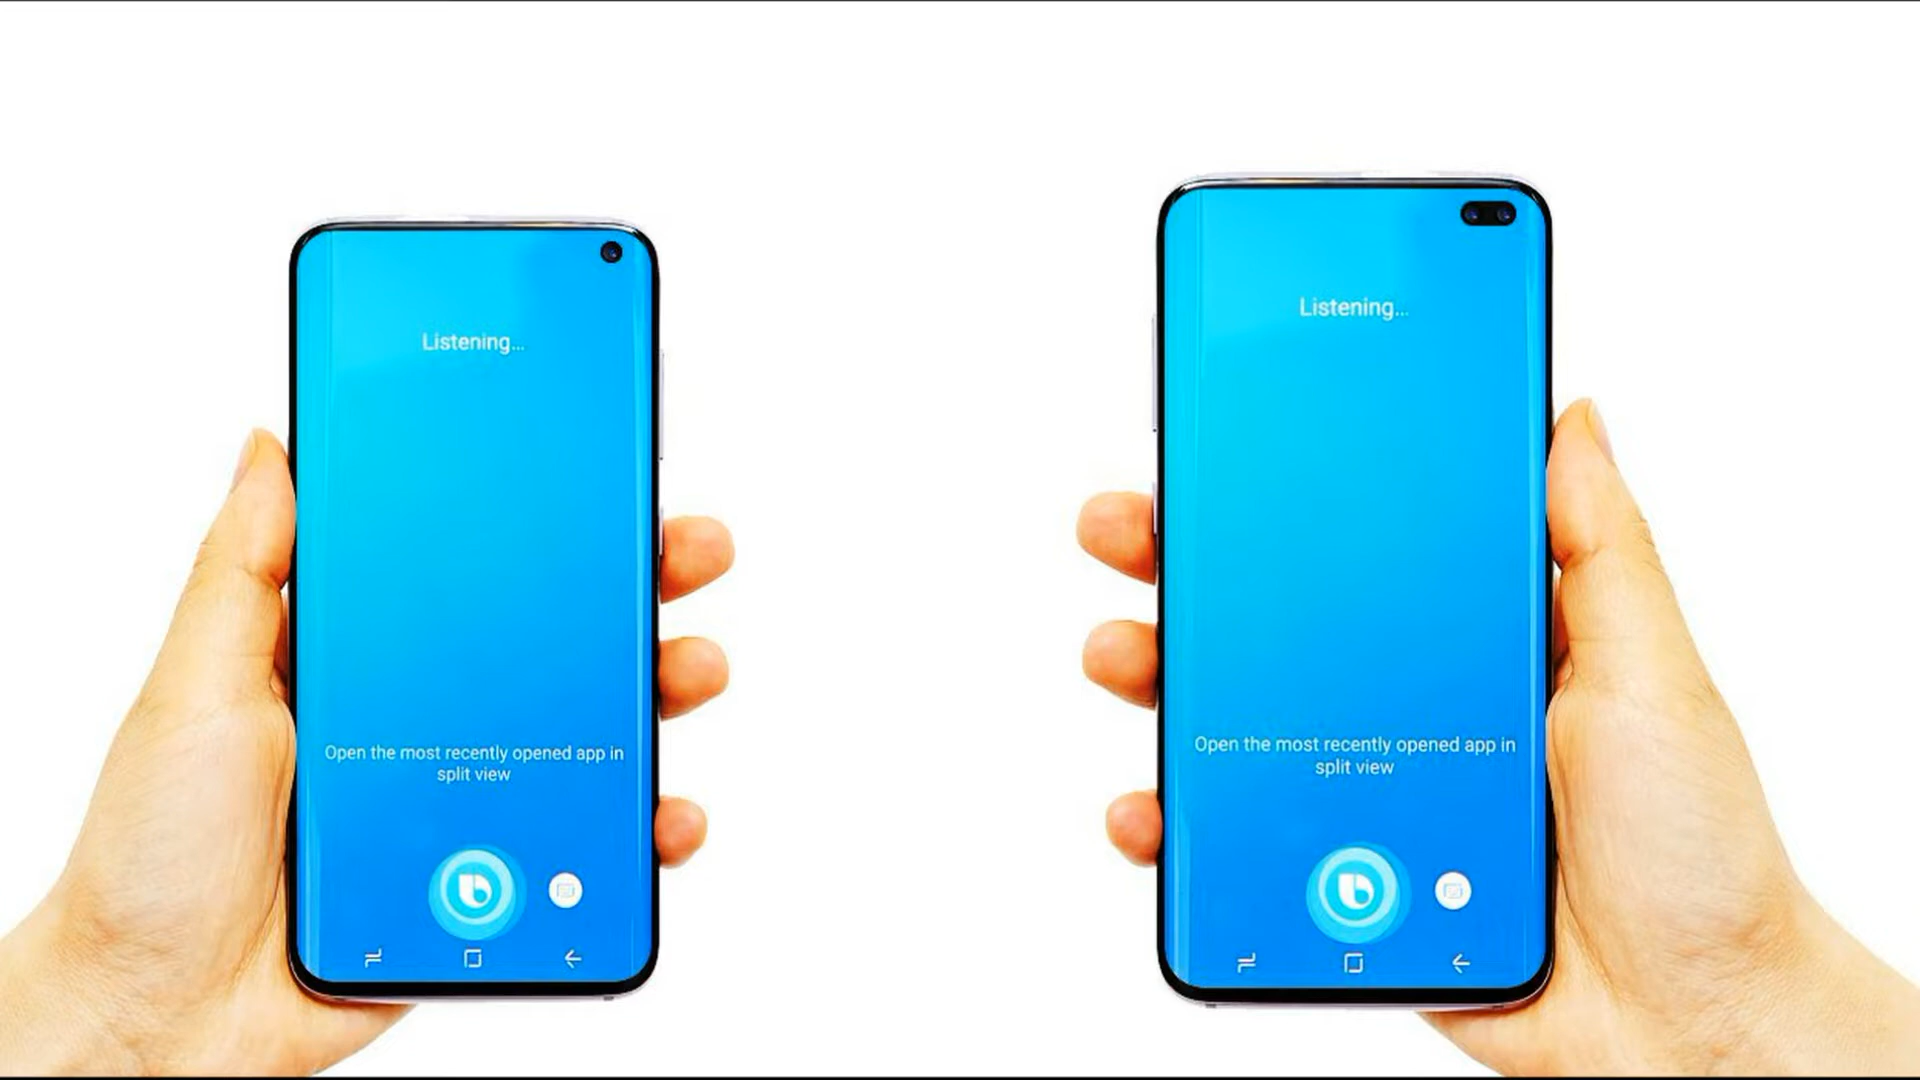 Listening...
Open the most recently opened app in
split view
Listening...
Open the most recently opened app in
split view